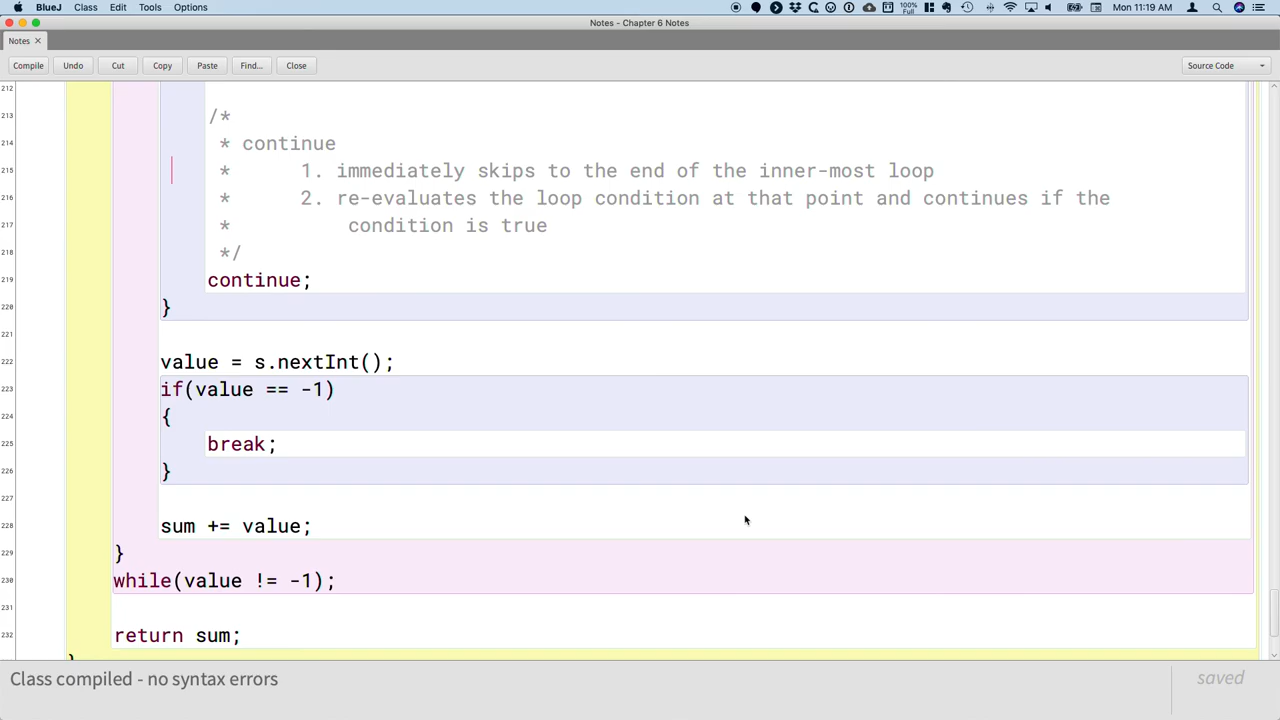 BlueJ Class Edit Tools Options 100% Full Mon 11:19 AM
Notes - Chapter 6 Notes
Notes ×
Compile Undo Cut Copy Paste Find... Close Source Code
212
213 /*
214 * continue
215 * 1. immediately skips to the end of the inner-most loop
216 * 2. re-evaluates the loop condition at that point and continues if the
217 * condition is true
218 */
219 continue;
220 }
221
222 value = s.nextInt();
223 if(value == -1)
224 {
225 break;
226 }
227
228 sum += value;
229 }
230 while(value != -1);
231
232 return sum;
}
Class compiled - no syntax errors saved